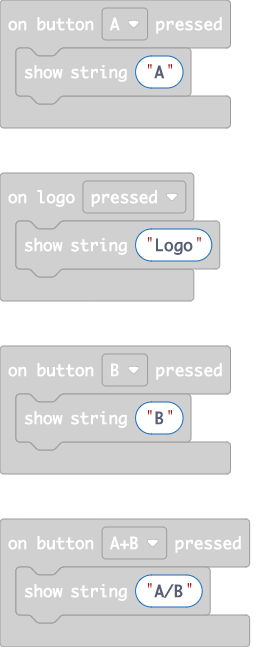 on button A pressed
show string "A"
on logo pressed
show string "Logo"
on button B pressed
show string "B"
on button A+B pressed
show string "A/B"